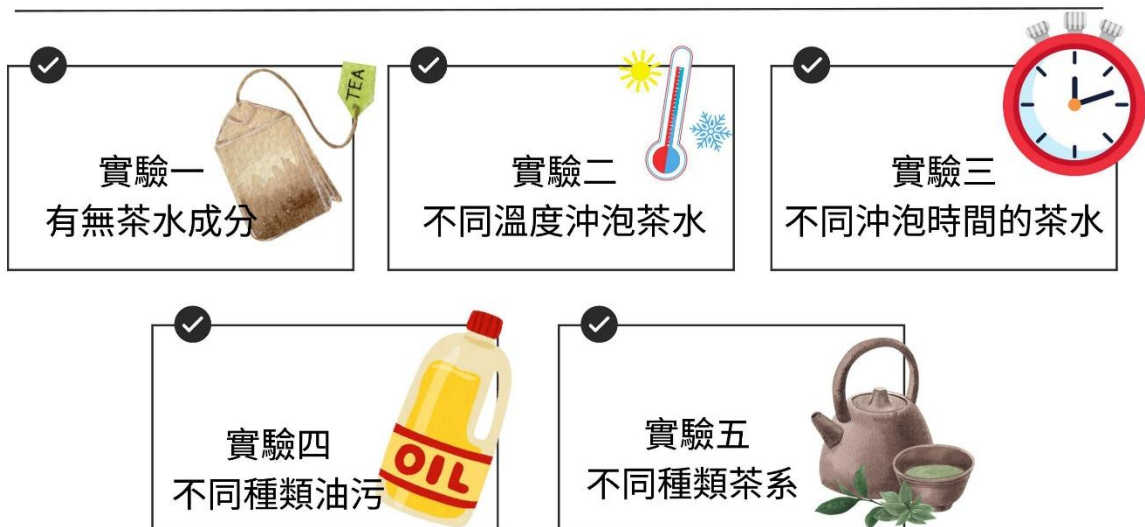 TEA
實驗一
有無茶水成分
實驗二
不同溫度沖泡茶水
實驗三
不同沖泡時間的茶水
實驗四
不同種類油污
OIL
實驗五
不同種類茶系